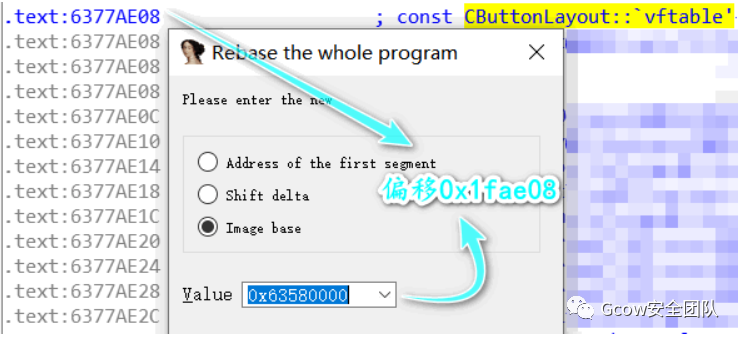 .text:6377AE08 ; const CButtonLayout::`vftable'
.text:6377AE08
.text:6377AE08
.text:6377AE08
.text:6377AE0C
.text:6377AE10
.text:6377AE14
.text:6377AE18
.text:6377AE1C
.text:6377AE20
.text:6377AE24
.text:6377AE28
.text:6377AE2C
Rebase the whole program
Please enter the new
Address of the first segment
Shift delta
Image base
偏移0x1fae08
Value 0x63580000
Gcow安全团队